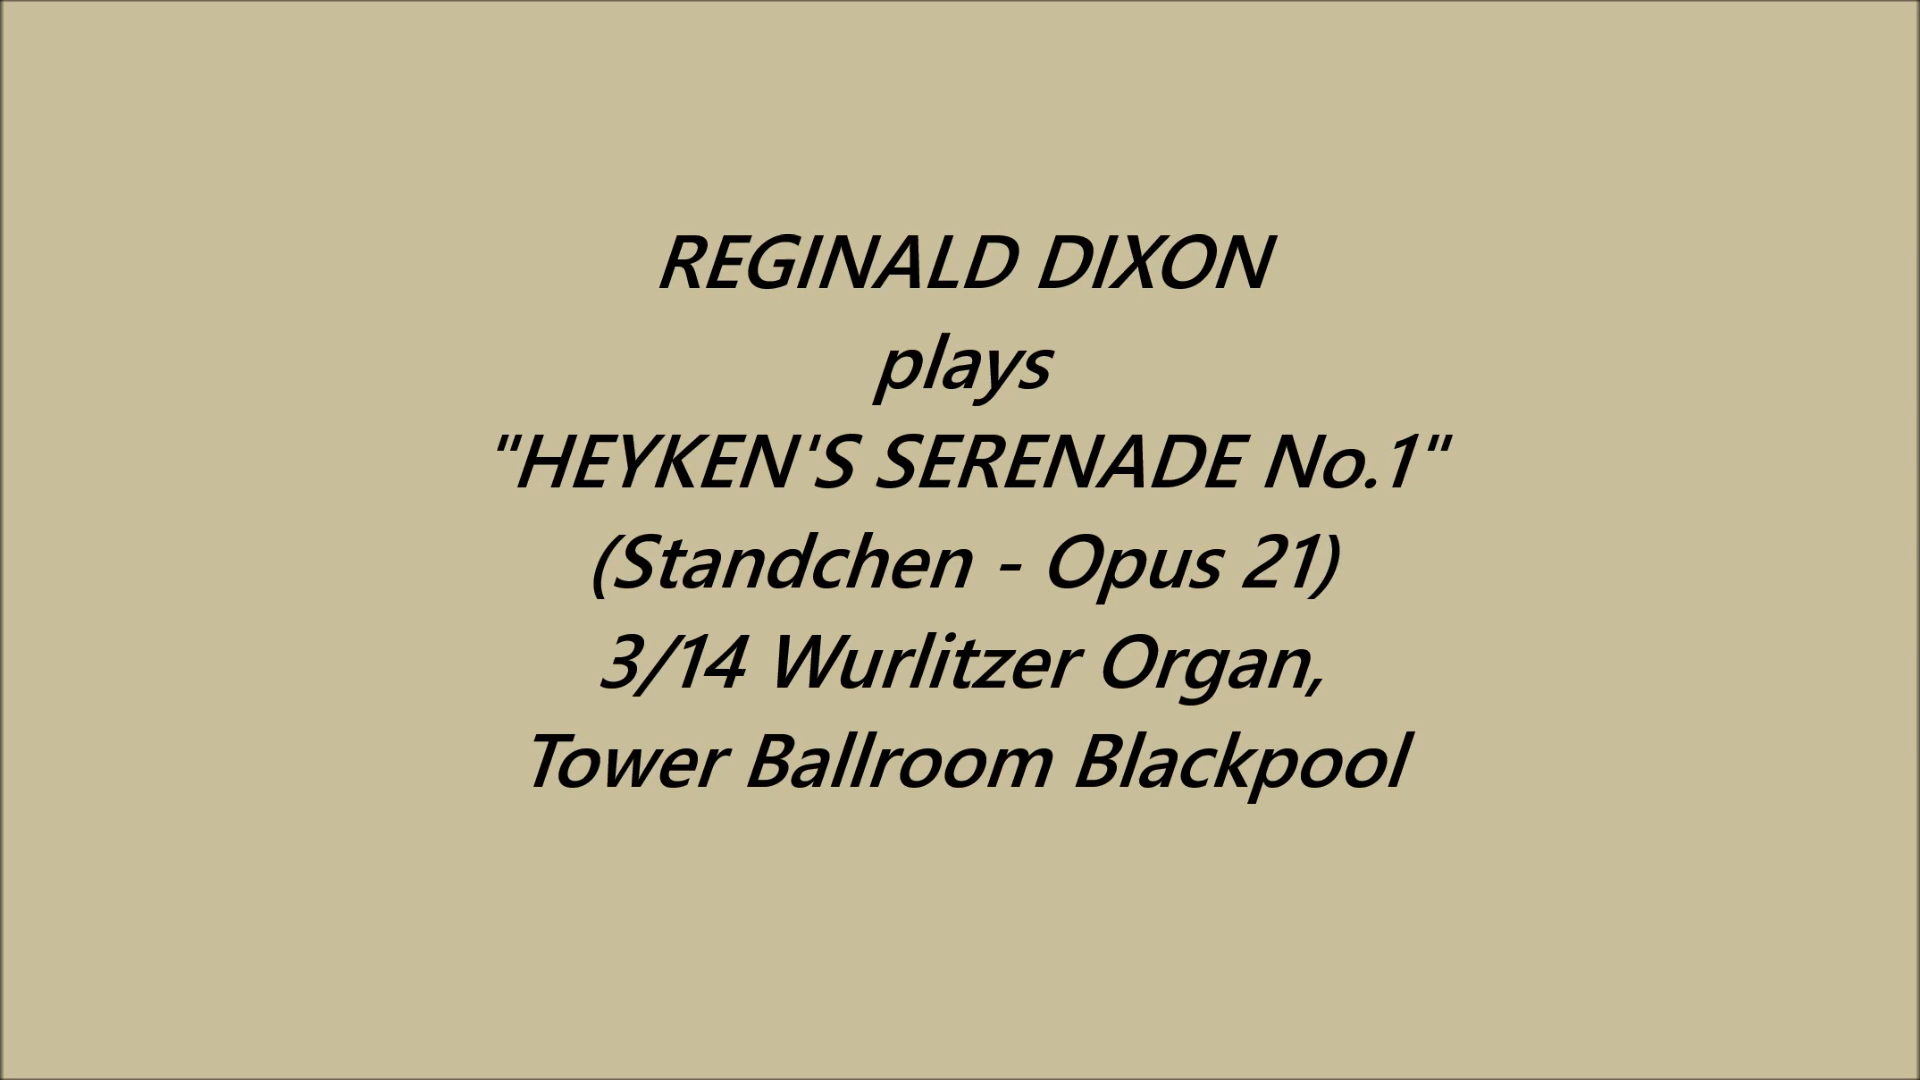 REGINALD DIXON
plays
"HEYKEN'S SERENADE No.1"
(Standchen - Opus 21)
3/14 Wurlitzer Organ,
Tower Ballroom Blackpool